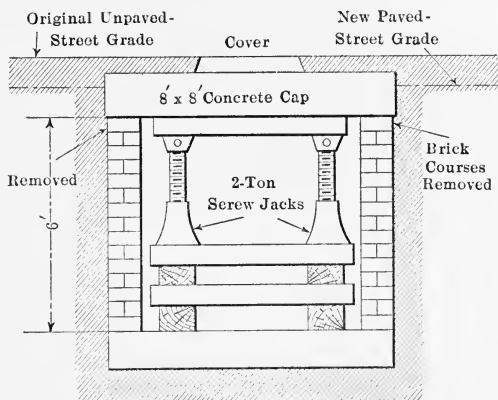 Original Unpaved-
Street Grade
Cover
New Paved-
Street Grade
8' x 8' Concrete Cap
Removed
6'
2-Ton
Screw Jacks
Brick
Courses
Removed